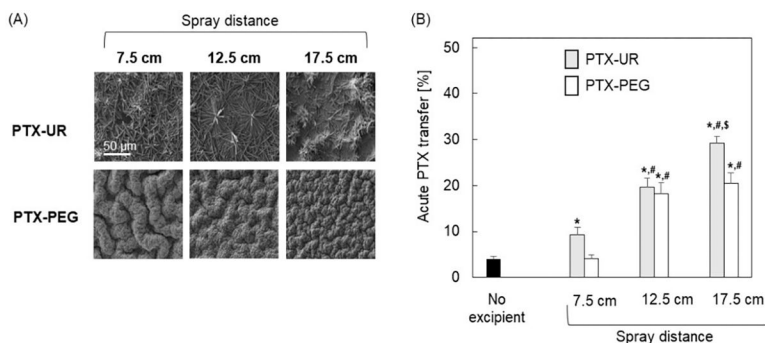 (A)
Spray distance
7.5 cm 12.5 cm 17.5 cm
PTX-UR
50 μm
PTX-PEG
(B)
Acute PTX transfer [%]
50
40
30
20
10
0
PTX-UR
PTX-PEG
*
*,# *,#
*,#,$
*,#
No excipient
7.5 cm 12.5 cm 17.5 cm
Spray distance